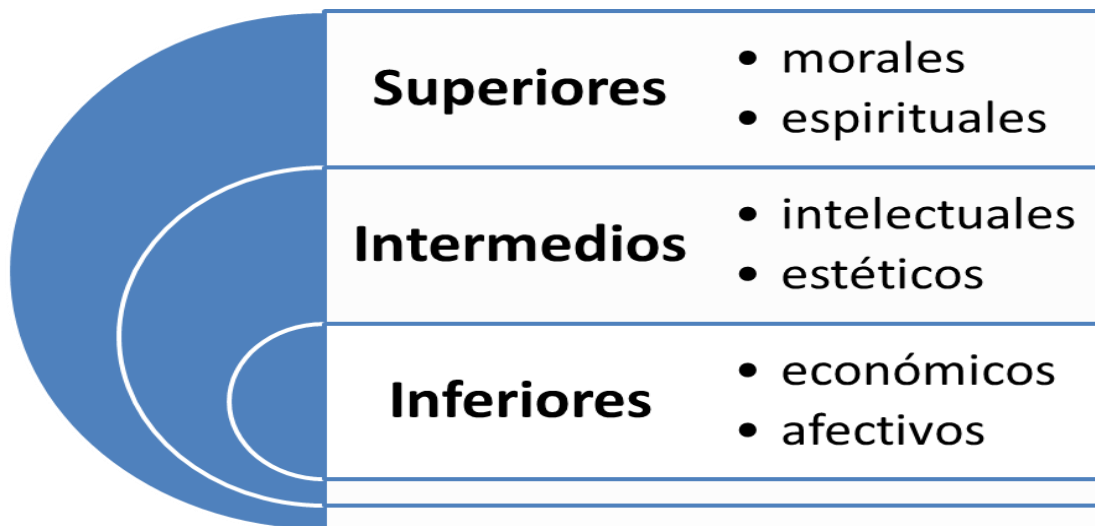 Superiores
• morales
• espirituales
Intermedios
• intelectuales
• estéticos
Inferiores
• económicos
• afectivos